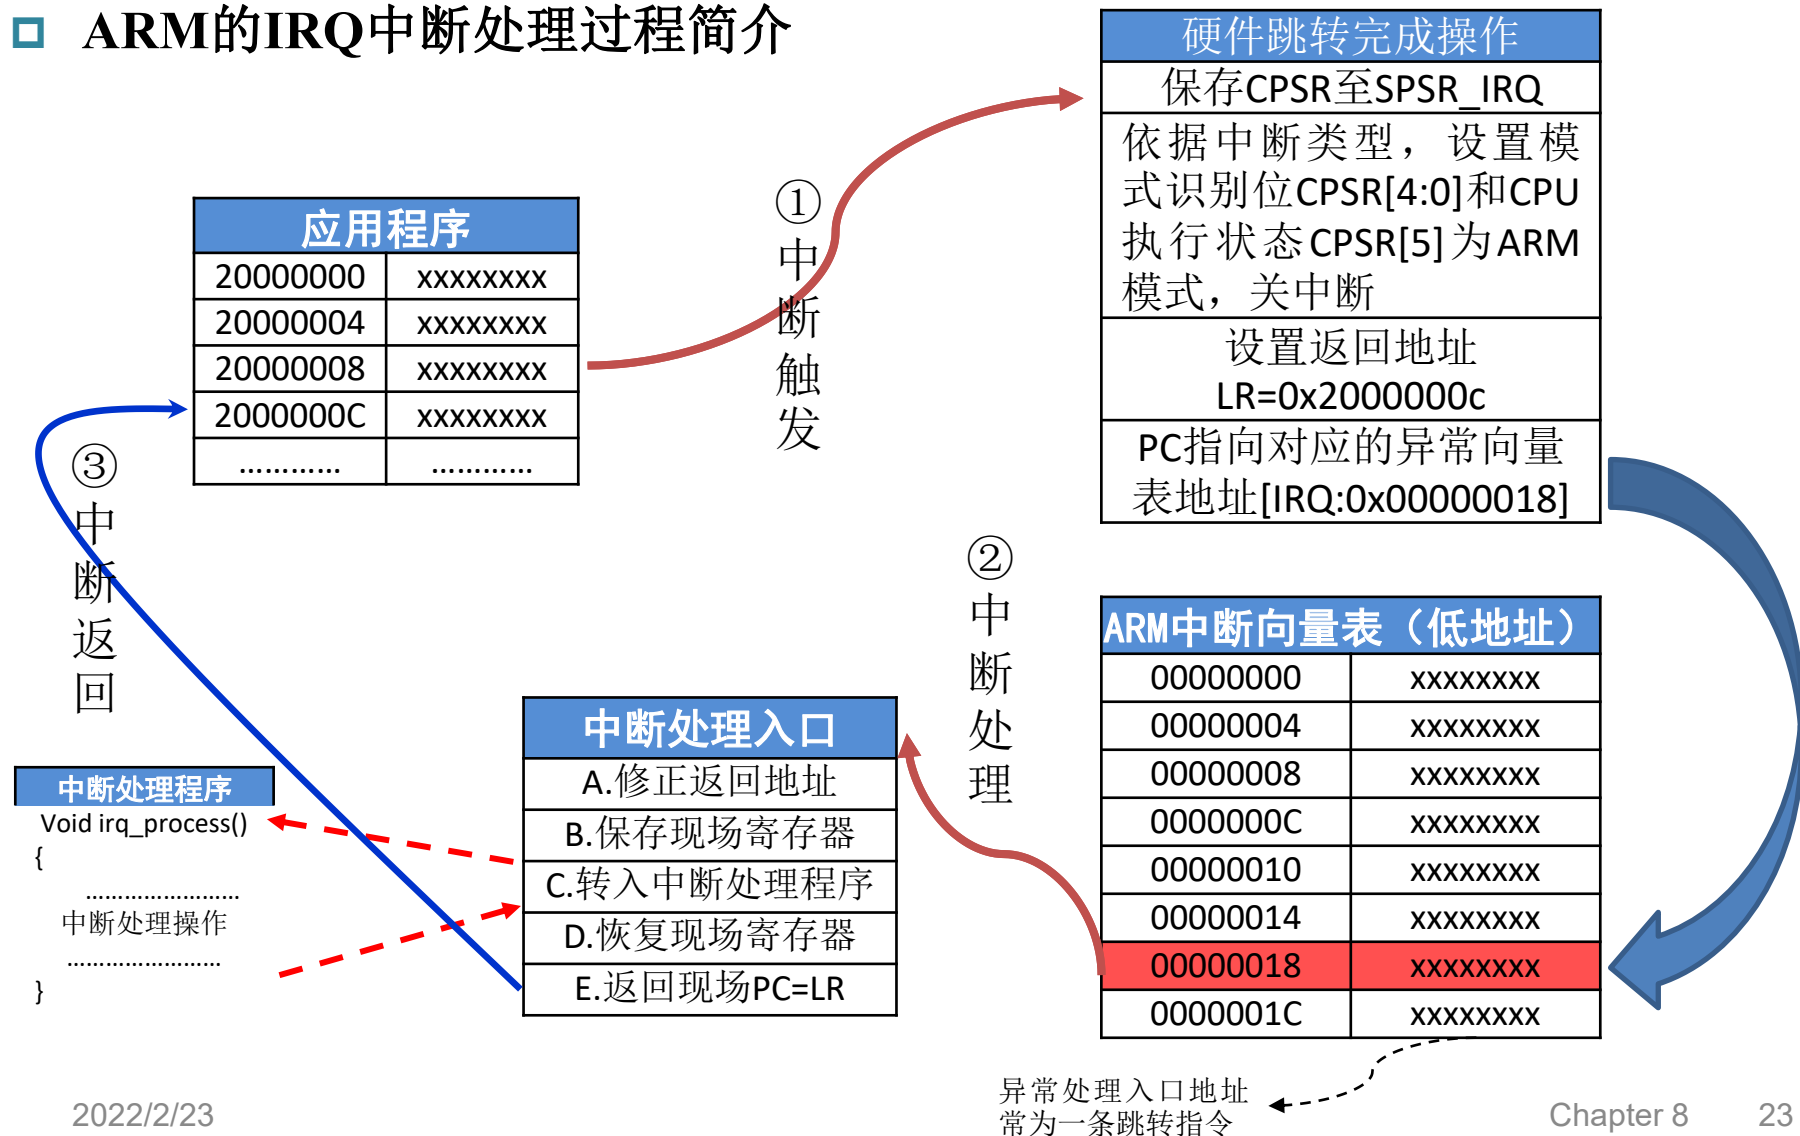 ARM的IRQ中断处理过程简介
硬件跳转完成操作
保存CPSR至SPSR_IRQ
依据中断类型，设置模
式识别位CPSR[4:0]和CPU
执行状态CPSR[5]为ARM
模式，关中断
设置返回地址
LR=0x2000000c
PC指向对应的异常向量
表地址[IRQ:0x00000018]
①中断触发
应用程序
20000000 xxxxxxxx
20000004 xxxxxxxx
20000008 xxxxxxxx
2000000C xxxxxxxx
………… …………
③中断返回
②中断处理
ARM中断向量表（低地址）
00000000 xxxxxxxx
00000004 xxxxxxxx
00000008 xxxxxxxx
0000000C xxxxxxxx
00000010 xxxxxxxx
00000014 xxxxxxxx
00000018 xxxxxxxx
0000001C xxxxxxxx
中断处理入口
A.修正返回地址
B.保存现场寄存器
C.转入中断处理程序
D.恢复现场寄存器
E.返回现场PC=LR
中断处理程序
Void irq_process()
{
……………………
中断处理操作
……………………
}
异常处理入口地址
常为一条跳转指令
2022/2/23
Chapter 8
23